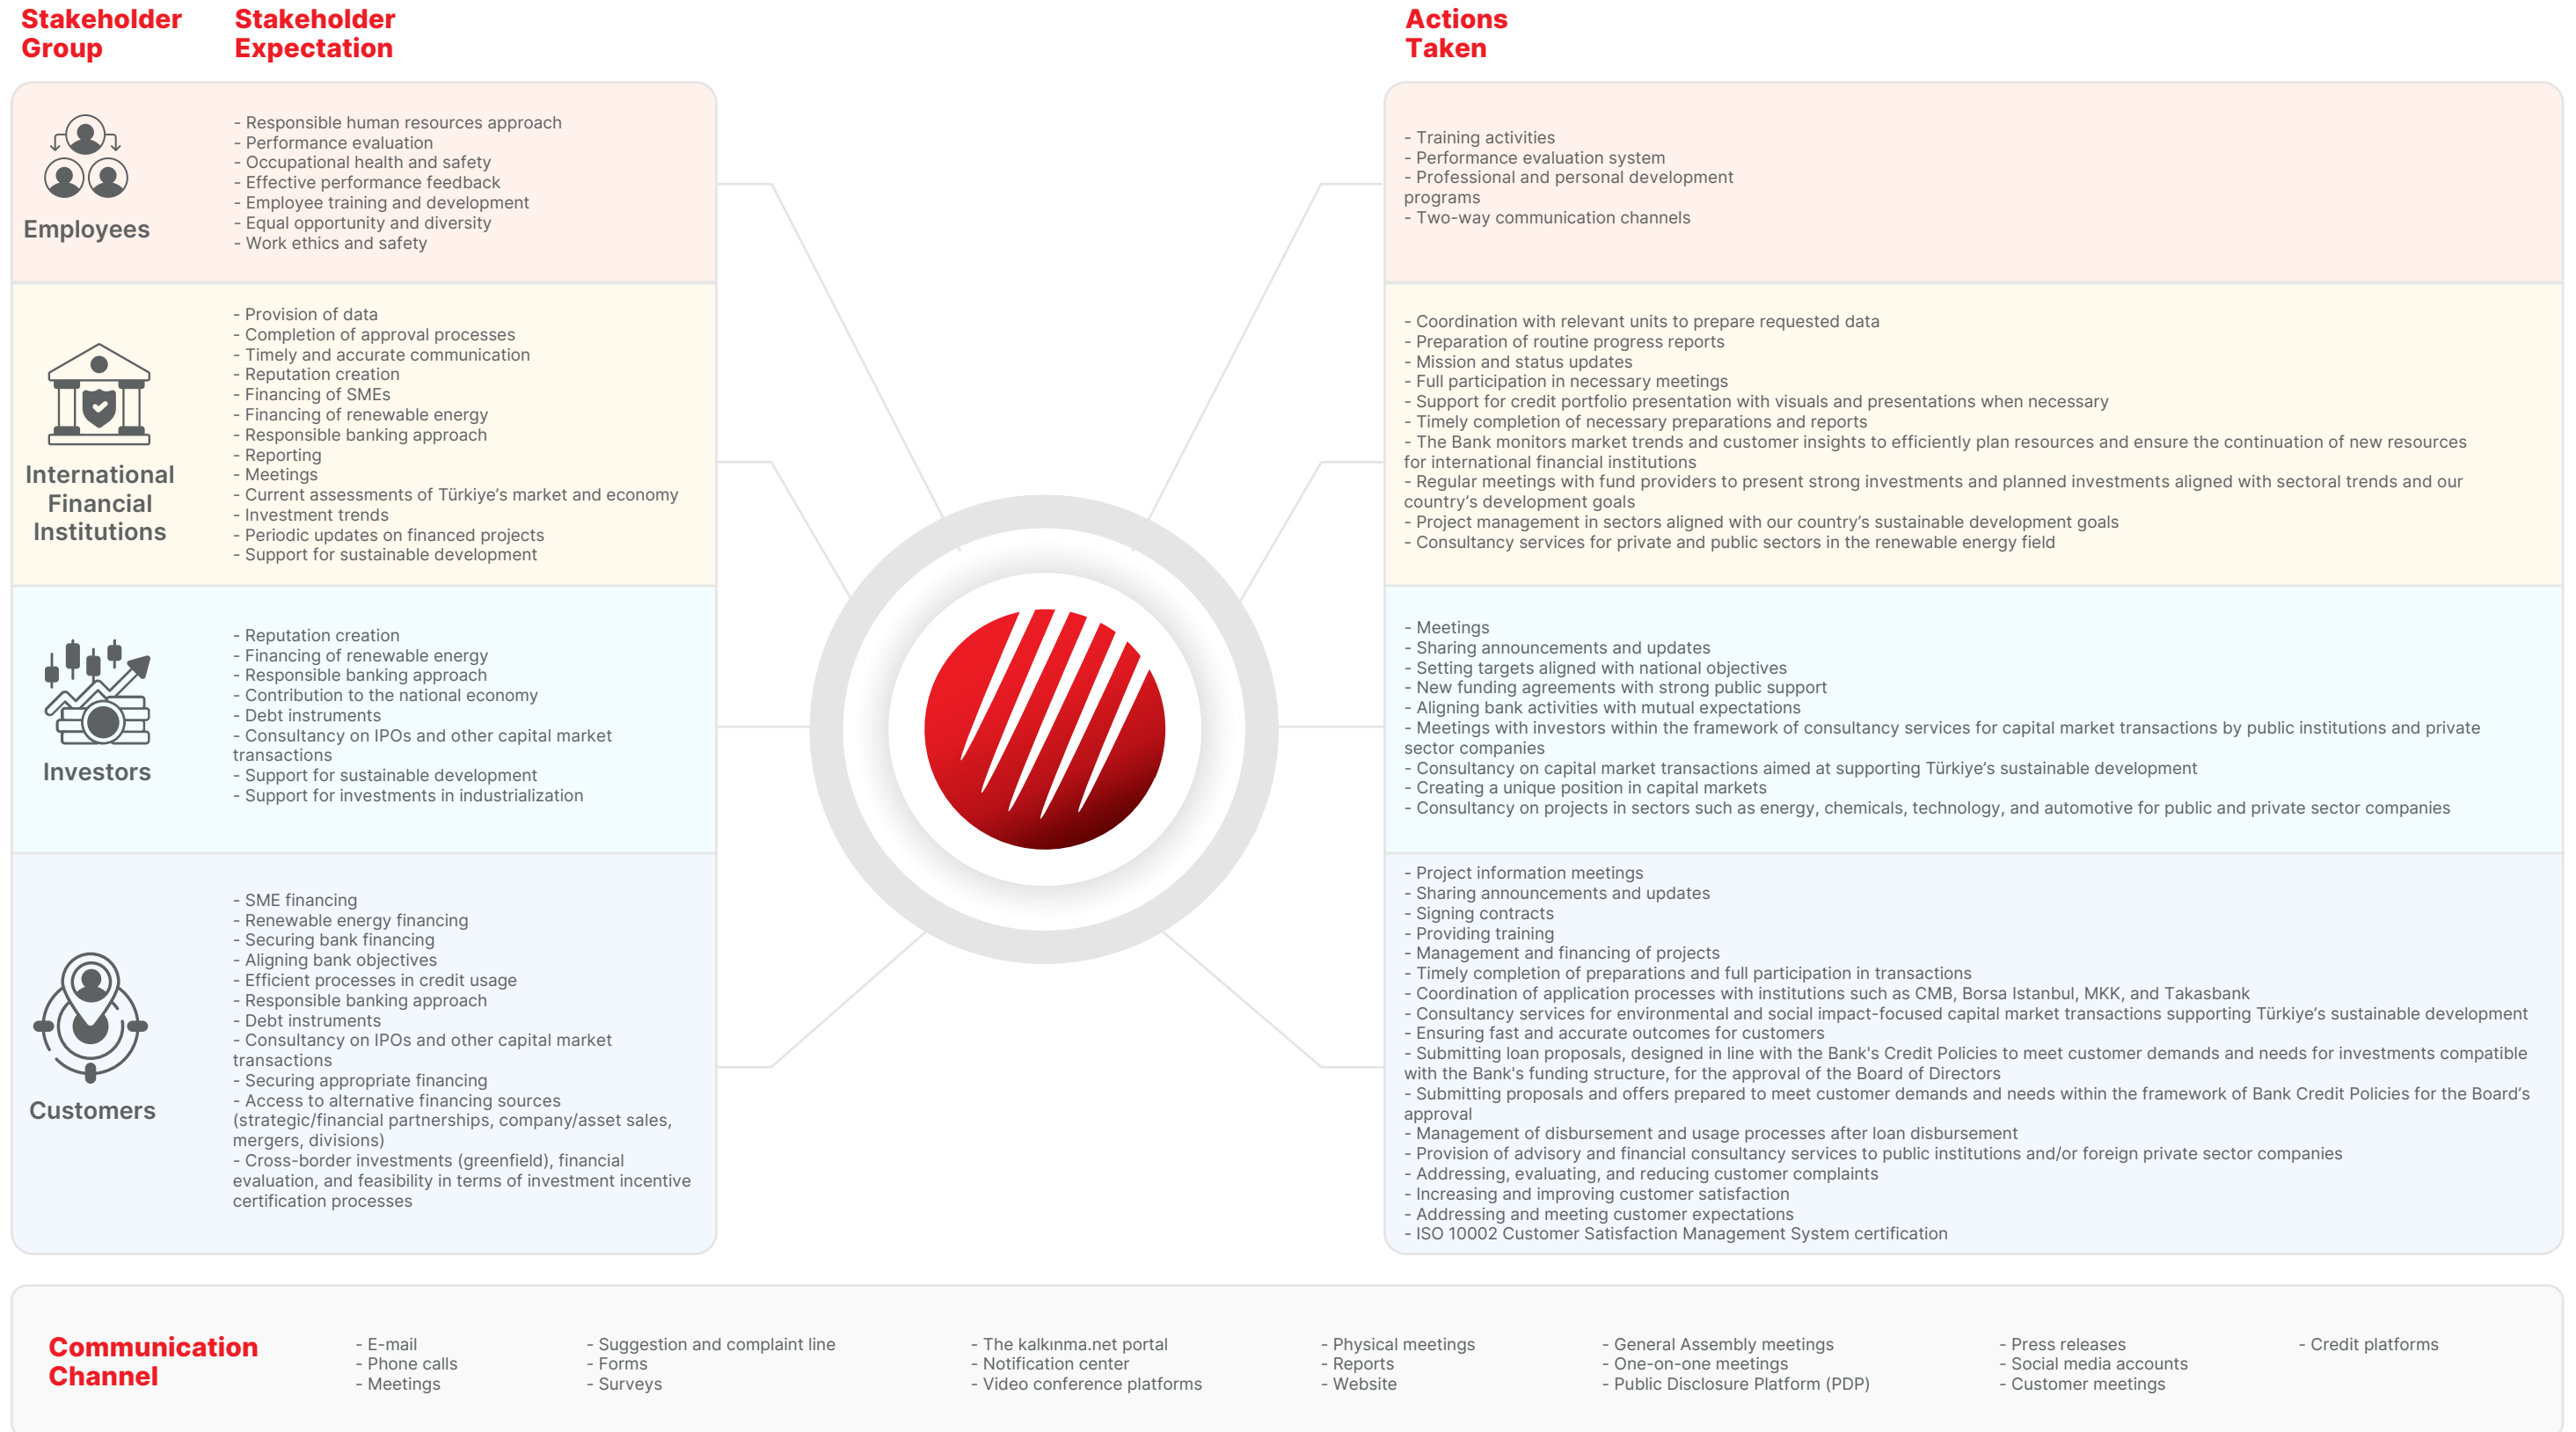 Stakeholder
Group
Stakeholder
Expectation
Actions
Taken
Employees
- Responsible human resources approach
- Performance evaluation
- Occupational health and safety
- Effective performance feedback
- Employee training and development
- Equal opportunity and diversity
- Work ethics and safety
- Training activities
- Performance evaluation system
- Professional and personal development
programs
- Two-way communication channels
International
Financial
Institutions
- Provision of data
- Completion of approval processes
- Timely and accurate communication
- Reputation creation
- Financing of SMEs
- Financing of renewable energy
- Responsible banking approach
- Reporting
- Meetings
- Current assessments of Türkiye’s market and economy
- Investment trends
- Periodic updates on financed projects
- Support for sustainable development
- Coordination with relevant units to prepare requested data
- Preparation of routine progress reports
- Mission and status updates
- Full participation in necessary meetings
- Support for credit portfolio presentation with visuals and presentations when necessary
- Timely completion of necessary preparations and reports
- The Bank monitors market trends and customer insights to efficiently plan resources and ensure the continuation of new resources
for international financial institutions
- Regular meetings with fund providers to present strong investments and planned investments aligned with sectoral trends and our
country’s development goals
- Project management in sectors aligned with our country’s sustainable development goals
- Consultancy services for private and public sectors in the renewable energy field
Investors
- Reputation creation
- Financing of renewable energy
- Responsible banking approach
- Contribution to the national economy
- Debt instruments
- Consultancy on IPOs and other capital market
transactions
- Support for sustainable development
- Support for investments in industrialization
- Meetings
- Sharing announcements and updates
- Setting targets aligned with national objectives
- New funding agreements with strong public support
- Aligning bank activities with mutual expectations
- Meetings with investors within the framework of consultancy services for capital market transactions by public institutions and private
sector companies
- Consultancy on capital market transactions aimed at supporting Türkiye’s sustainable development
- Creating a unique position in capital markets
- Consultancy on projects in sectors such as energy, chemicals, technology, and automotive for public and private sector companies
Customers
- SME financing
- Renewable energy financing
- Securing bank financing
- Aligning bank objectives
- Efficient processes in credit usage
- Responsible banking approach
- Debt instruments
- Consultancy on IPOs and other capital market
transactions
- Securing appropriate financing
- Access to alternative financing sources
(strategic/financial partnerships, company/asset sales,
mergers, divisions)
- Cross-border investments (greenfield), financial
evaluation, and feasibility in terms of investment incentive
certification processes
- Project information meetings
- Sharing announcements and updates
- Signing contracts
- Providing training
- Management and financing of projects
- Timely completion of preparations and full participation in transactions
- Coordination of application processes with institutions such as CMB, Borsa Istanbul, MKK, and Takasbank
- Consultancy services for environmental and social impact-focused capital market transactions supporting Türkiye’s sustainable development
- Ensuring fast and accurate outcomes for customers
- Submitting loan proposals, designed in line with the Bank's Credit Policies to meet customer demands and needs for investments compatible
with the Bank's funding structure, for the approval of the Board of Directors
- Submitting proposals and offers prepared to meet customer demands and needs within the framework of Bank Credit Policies for the Board’s
approval
- Management of disbursement and usage processes after loan disbursement
- Provision of advisory and financial consultancy services to public institutions and/or foreign private sector companies
- Addressing, evaluating, and reducing customer complaints
- Increasing and improving customer satisfaction
- Addressing and meeting customer expectations
- ISO 10002 Customer Satisfaction Management System certification
Communication
Channel
- E-mail
- Phone calls
- Meetings
- Suggestion and complaint line
- Forms
- Surveys
- The kalkınma.net portal
- Notification center
- Video conference platforms
- Physical meetings
- Reports
- Website
- General Assembly meetings
- One-on-one meetings
- Public Disclosure Platform (PDP)
- Press releases
- Social media accounts
- Customer meetings
- Credit platforms